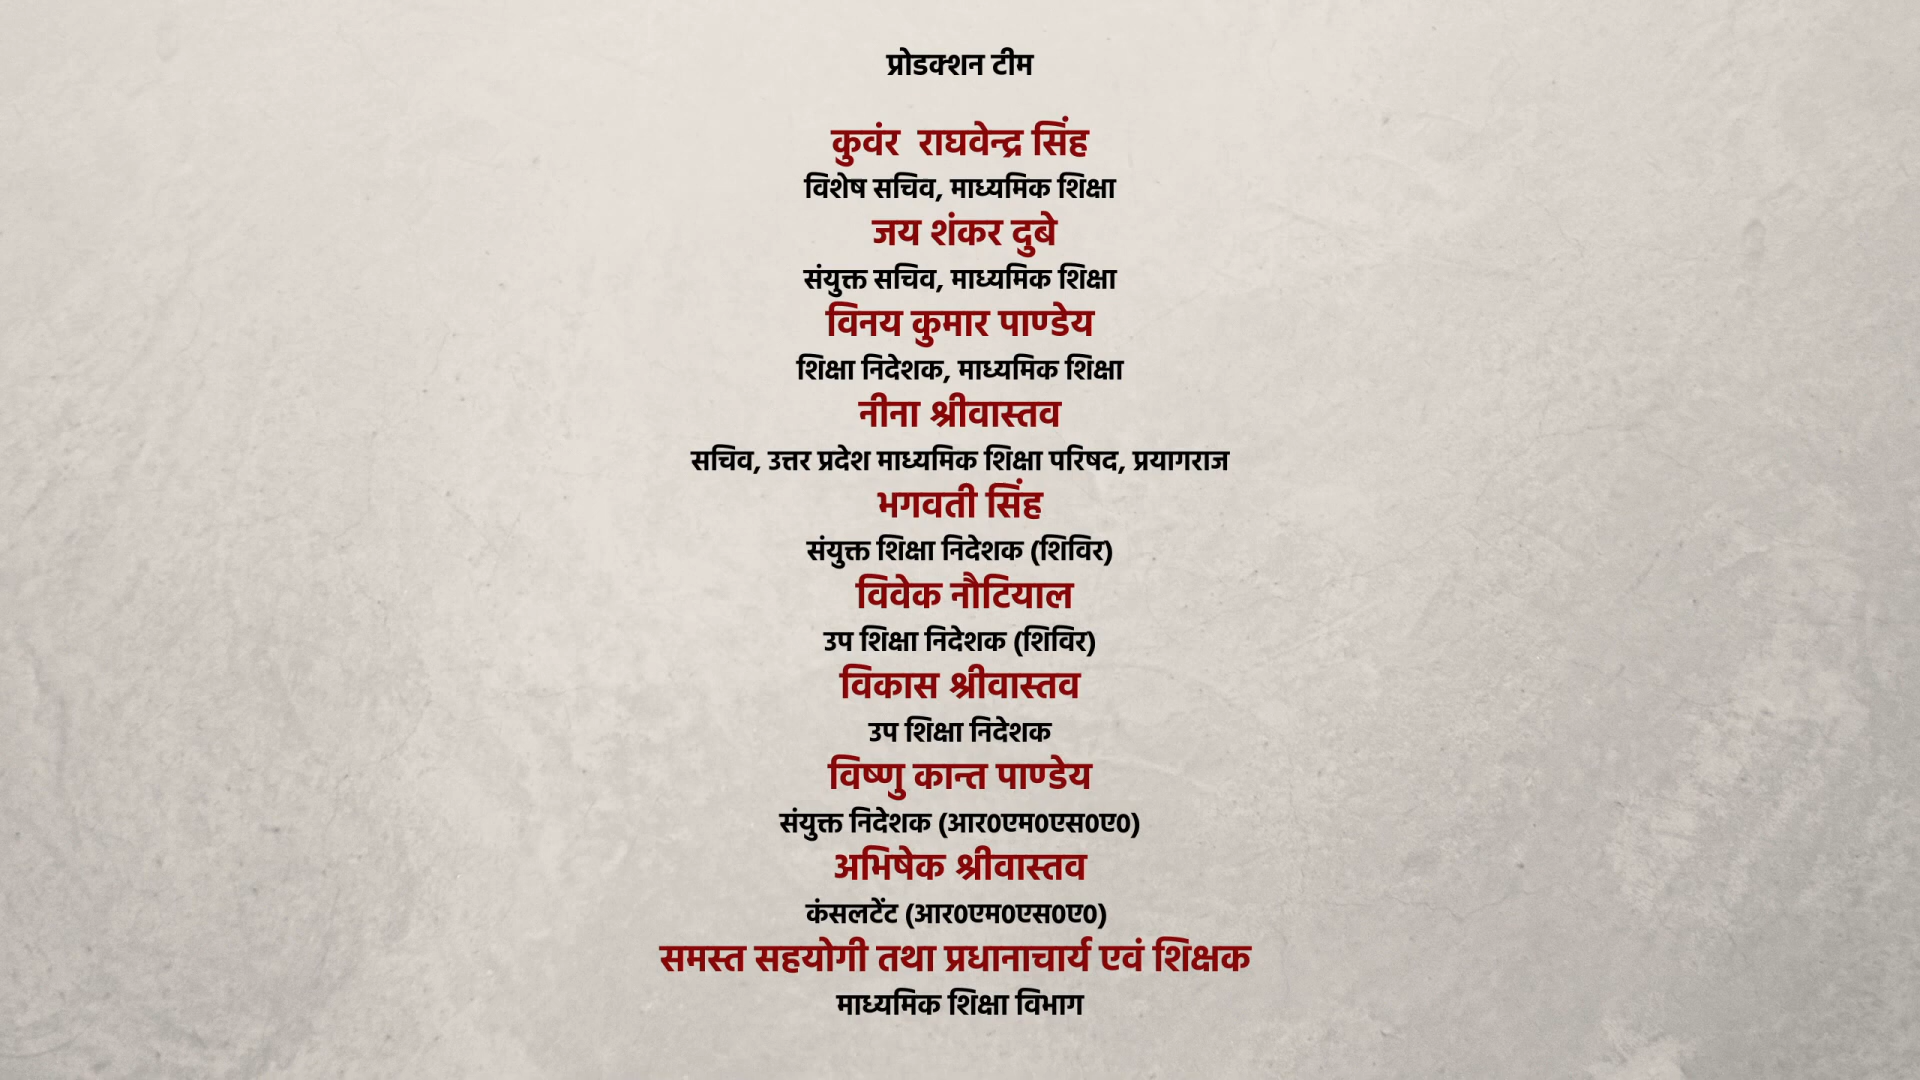 प्रोडक्शन टीम
कुवंर राघवेन्द्र सिंह
विशेष सचिव, माध्यमिक शिक्षा
जय शंकर दुबे
संयुक्त सचिव, माध्यमिक शिक्षा
विनय कुमार पाण्डेय
शिक्षा निदेशक, माध्यमिक शिक्षा
नीना श्रीवास्तव
सचिव, उत्तर प्रदेश माध्यमिक शिक्षा परिषद, प्रयागराज
भगवती सिंह
संयुक्त शिक्षा निदेशक (शिविर)
विवेक नौटियाल
उप शिक्षा निदेशक (शिविर)
विकास श्रीवास्तव
उप शिक्षा निदेशक
विष्णु कान्त पाण्डेय
संयुक्त निदेशक (आर०एम०एस०ए०)
अभिषेक श्रीवास्तव
कंसलटेंट (आर०एम०एस०ए०)
समस्त सहयोगी तथा प्रधानाचार्य एवं शिक्षक
माध्यमिक शिक्षा विभाग